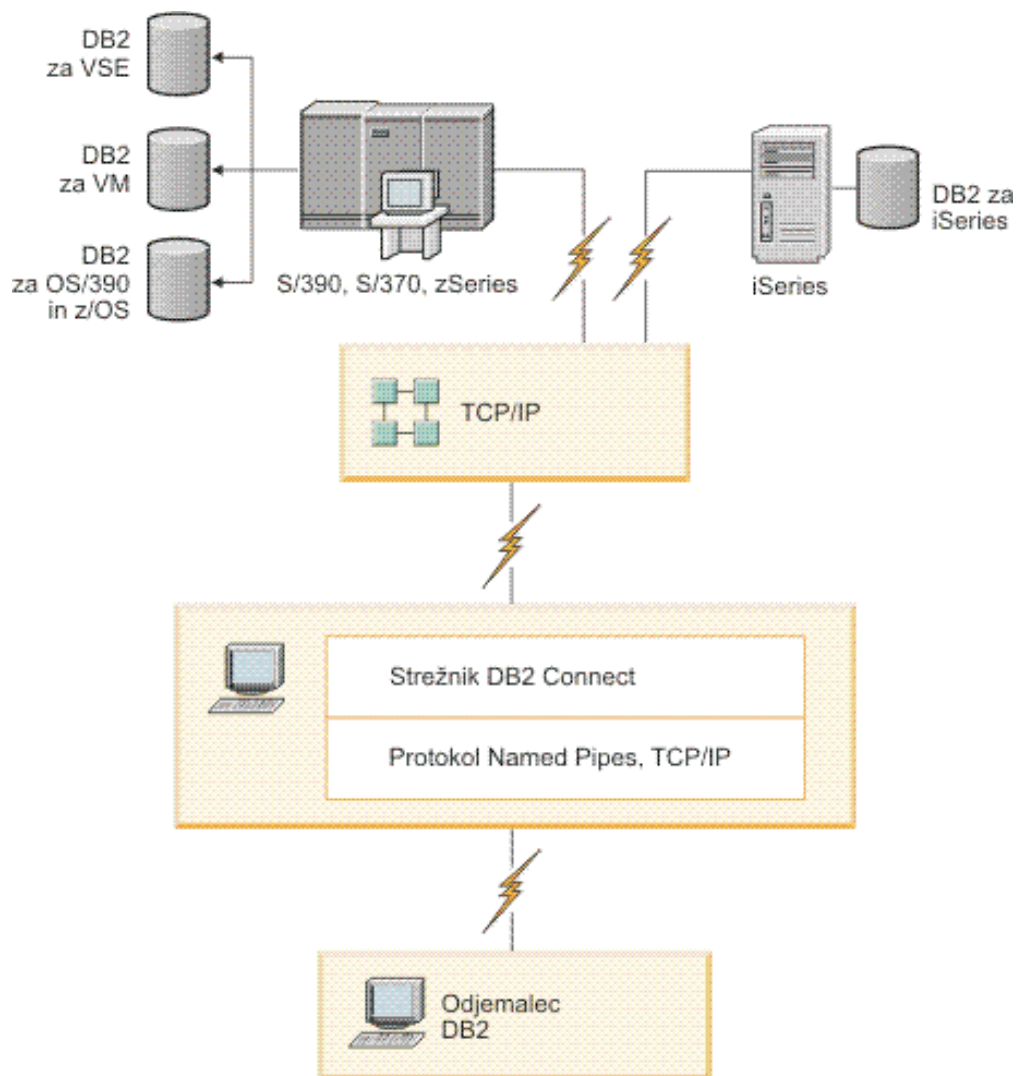 DB2
za VSE
DB2
za VM
DB2
za OS/390
in z/OS
S/390, S/370, zSeries
iSeries
DB2 za
iSeries
TCP/IP
Strežnik DB2 Connect
Protokol Named Pipes, TCP/IP
Odjemalec
DB2